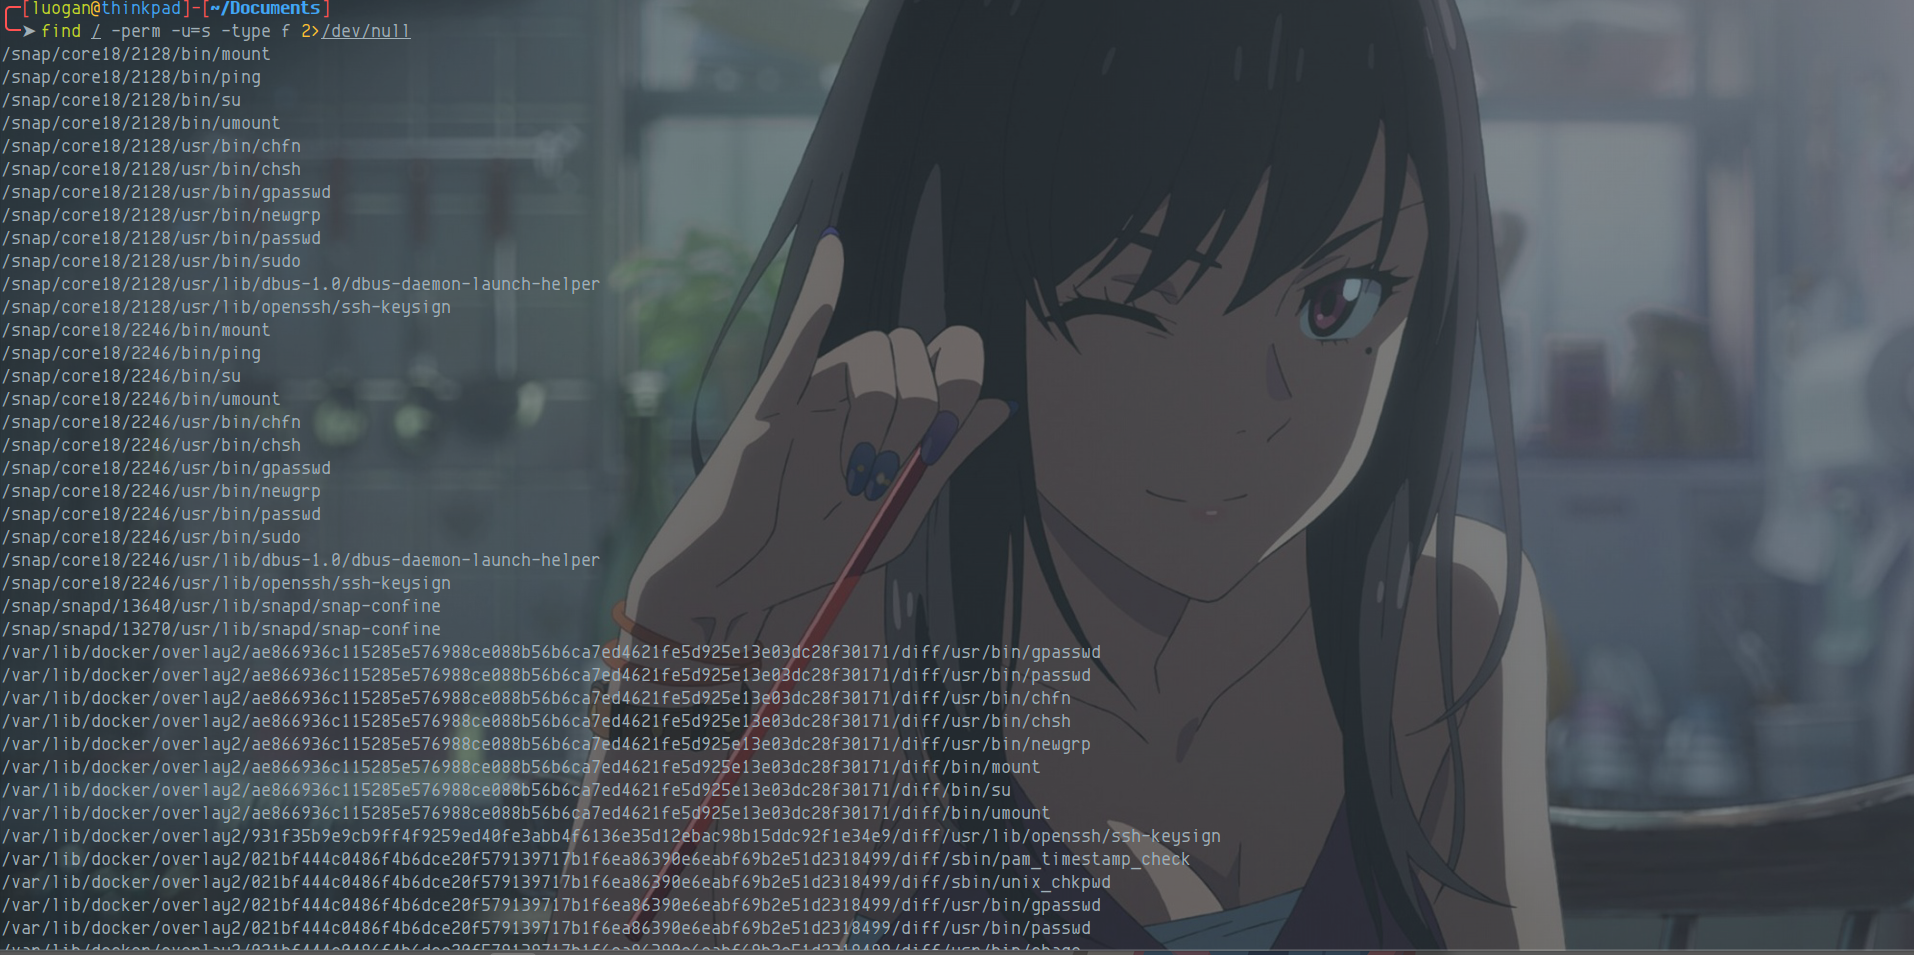 [luogan@thinkpad]-[~/Documents]
➤ find / -perm -u=s -type f 2>/dev/null
/snap/core18/2128/bin/mount
/snap/core18/2128/bin/ping
/snap/core18/2128/bin/su
/snap/core18/2128/bin/umount
/snap/core18/2128/usr/bin/chfn
/snap/core18/2128/usr/bin/chsh
/snap/core18/2128/usr/bin/gpasswd
/snap/core18/2128/usr/bin/newgrp
/snap/core18/2128/usr/bin/passwd
/snap/core18/2128/usr/bin/sudo
/snap/core18/2128/usr/lib/dbus-1.0/dbus-daemon-launch-helper
/snap/core18/2128/usr/lib/openssh/ssh-keysign
/snap/core18/2246/bin/mount
/snap/core18/2246/bin/ping
/snap/core18/2246/bin/su
/snap/core18/2246/bin/umount
/snap/core18/2246/usr/bin/chfn
/snap/core18/2246/usr/bin/chsh
/snap/core18/2246/usr/bin/gpasswd
/snap/core18/2246/usr/bin/newgrp
/snap/core18/2246/usr/bin/passwd
/snap/core18/2246/usr/bin/sudo
/snap/core18/2246/usr/lib/dbus-1.0/dbus-daemon-launch-helper
/snap/core18/2246/usr/lib/openssh/ssh-keysign
/snap/snapd/13640/usr/lib/snapd/snap-confine
/snap/snapd/13270/usr/lib/snapd/snap-confine
/var/lib/docker/overlay2/ae866936c115285e576988ce088b56b6ca7ed4621fe5d925e13e03dc28f30171/diff/usr/bin/gpasswd
/var/lib/docker/overlay2/ae866936c115285e576988ce088b56b6ca7ed4621fe5d925e13e03dc28f30171/diff/usr/bin/passwd
/var/lib/docker/overlay2/ae866936c115285e576988ce088b56b6ca7ed4621fe5d925e13e03dc28f30171/diff/usr/bin/chfn
/var/lib/docker/overlay2/ae866936c115285e576988ce088b56b6ca7ed4621fe5d925e13e03dc28f30171/diff/usr/bin/chsh
/var/lib/docker/overlay2/ae866936c115285e576988ce088b56b6ca7ed4621fe5d925e13e03dc28f30171/diff/usr/bin/newgrp
/var/lib/docker/overlay2/ae866936c115285e576988ce088b56b6ca7ed4621fe5d925e13e03dc28f30171/diff/bin/mount
/var/lib/docker/overlay2/ae866936c115285e576988ce088b56b6ca7ed4621fe5d925e13e03dc28f30171/diff/bin/su
/var/lib/docker/overlay2/ae866936c115285e576988ce088b56b6ca7ed4621fe5d925e13e03dc28f30171/diff/bin/umount
/var/lib/docker/overlay2/931f35b9e9cb9ff4f9259ed40fe3abb4f6136e35d12ebac98b15ddc92f1e34e9/diff/usr/lib/openssh/ssh-keysign
/var/lib/docker/overlay2/021bf444c0486f4b6dce20f579139717b1f6ea86390e6eabf69b2e51d2318499/diff/sbin/pam_timestamp_check
/var/lib/docker/overlay2/021bf444c0486f4b6dce20f579139717b1f6ea86390e6eabf69b2e51d2318499/diff/sbin/unix_chkpwd
/var/lib/docker/overlay2/021bf444c0486f4b6dce20f579139717b1f6ea86390e6eabf69b2e51d2318499/diff/usr/bin/gpasswd
/var/lib/docker/overlay2/021bf444c0486f4b6dce20f579139717b1f6ea86390e6eabf69b2e51d2318499/diff/usr/bin/passwd